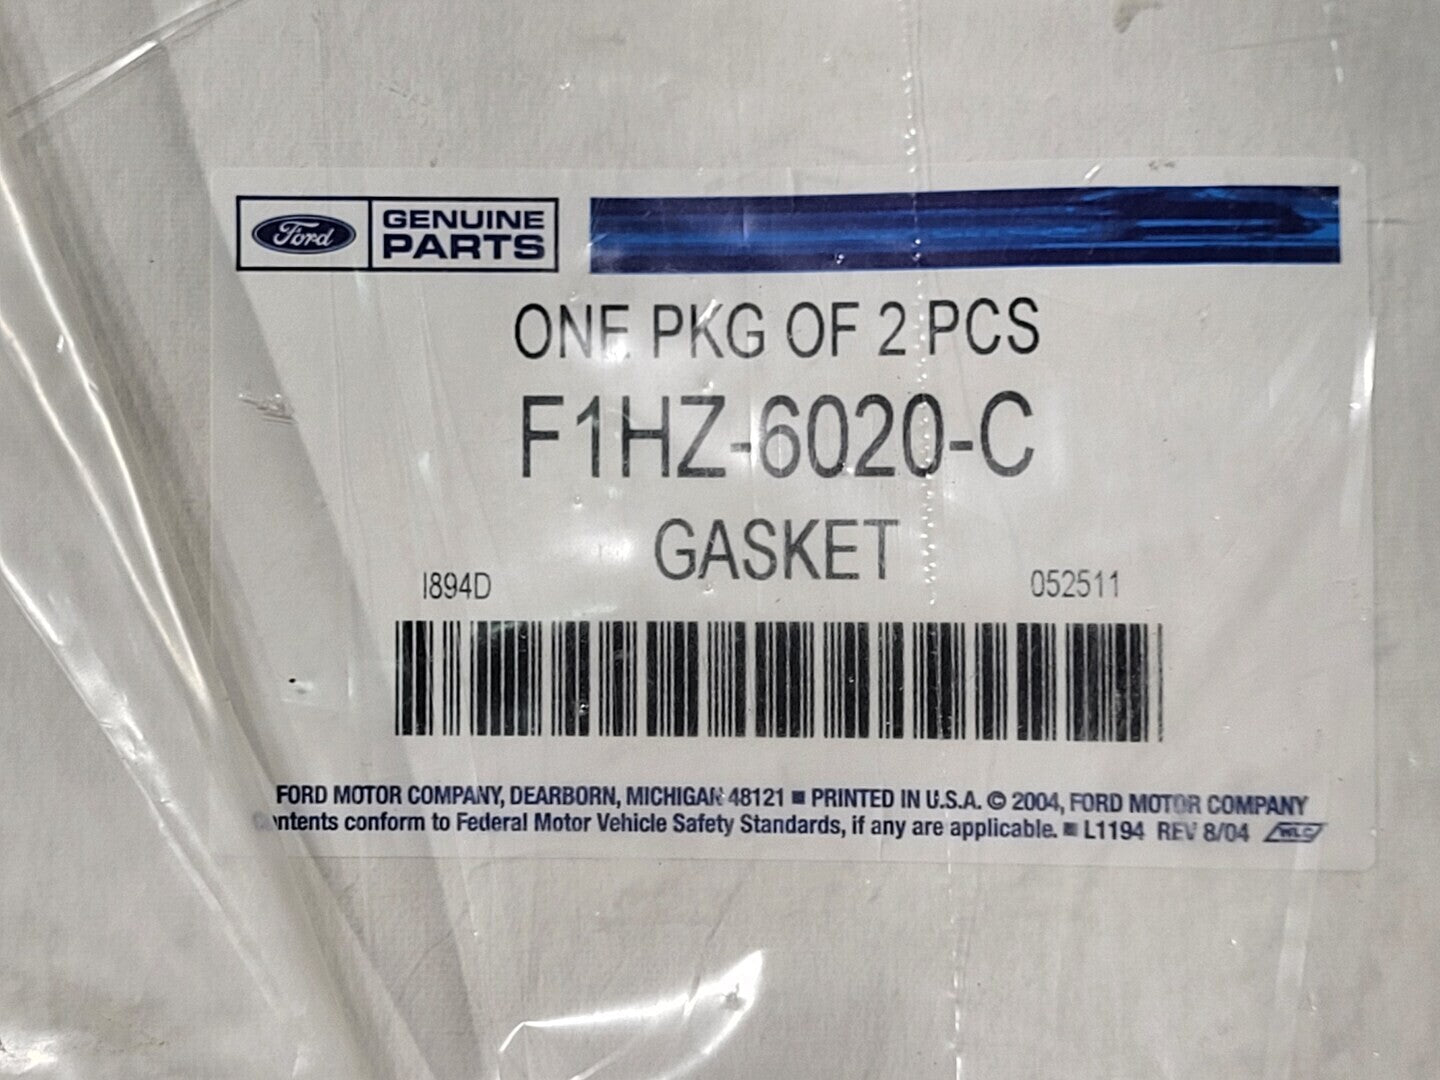 Ford GENUINE PARTS
ONE PKG OF 2 PCS
F1HZ-6020-C
GASKET
I894D 052511
FORD MOTOR COMPANY, DEARBORN, MICHIGAN 48121 ■ PRINTED IN U.S.A. © 2004, FORD MOTOR COMPANY
Contents conform to Federal Motor Vehicle Safety Standards, if any are applicable. ■ L1194 REV 8/04 WLC